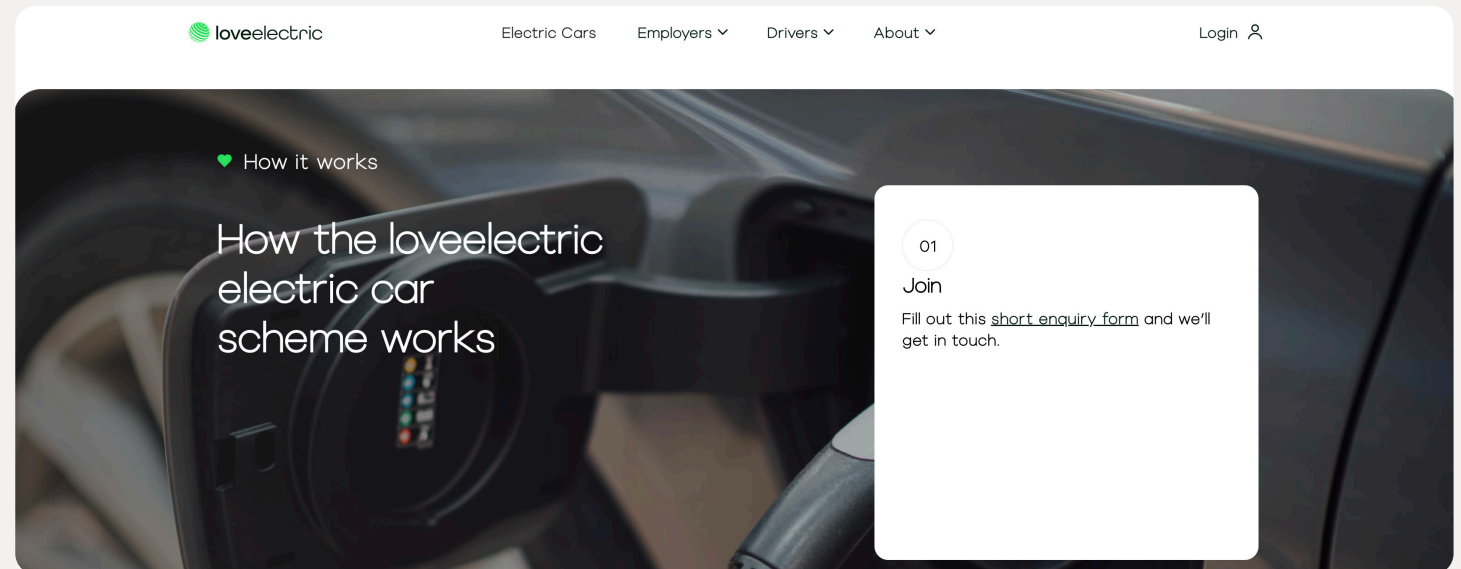 loveelectric
Electric Cars
Employers
Drivers
About
Login
How it works
How the loveelectric
electric car
scheme works
01
Join
Fill out this short enquiry form and we'll
get in touch.